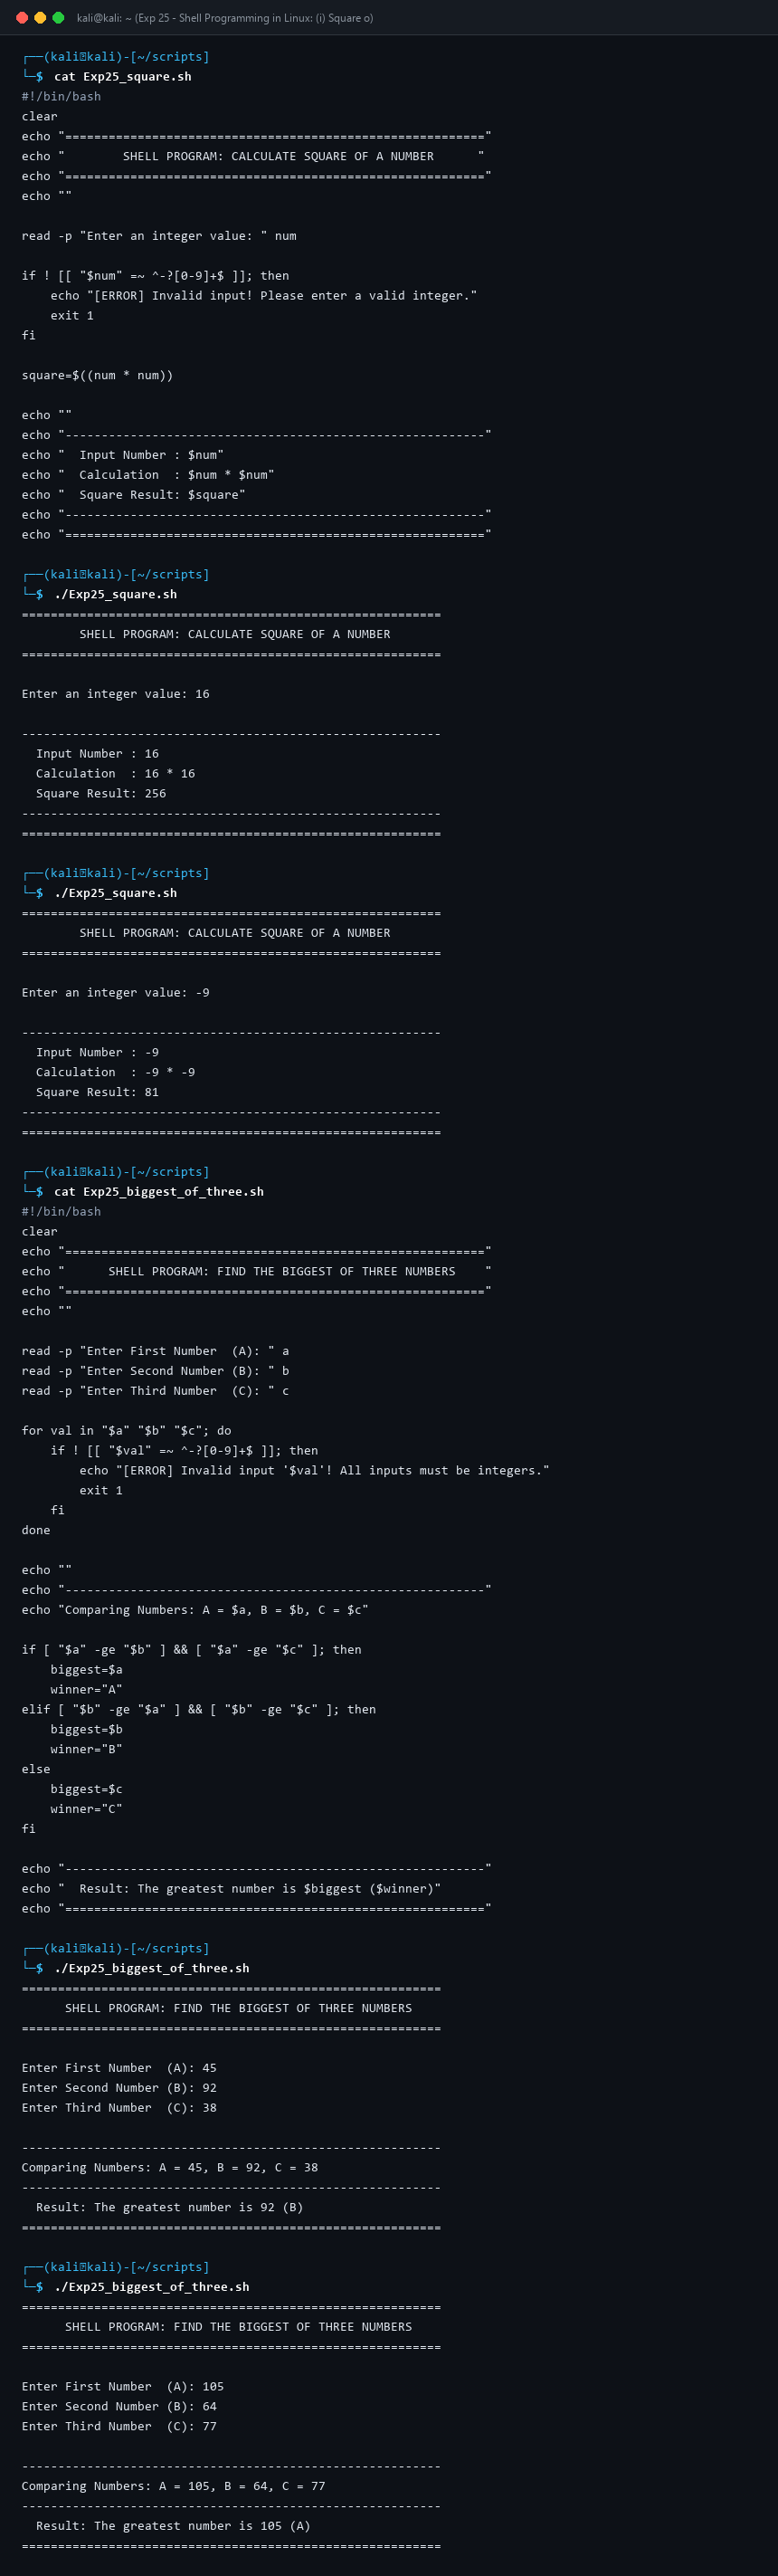 kali@kali: ~ (Exp 25 - Shell Programming in Linux: (i) Square o)
┌──(kali⍰kali)-[~/scripts]
└─$ cat Exp25_square.sh
#!/bin/bash
clear
echo "=========================================================="
echo "        SHELL PROGRAM: CALCULATE SQUARE OF A NUMBER      "
echo "=========================================================="
echo ""

read -p "Enter an integer value: " num

if ! [[ "$num" =~ ^-?[0-9]+$ ]]; then
    echo "[ERROR] Invalid input! Please enter a valid integer."
    exit 1
fi

square=$((num * num))

echo ""
echo "----------------------------------------------------------"
echo "  Input Number : $num"
echo "  Calculation  : $num * $num"
echo "  Square Result: $square"
echo "----------------------------------------------------------"
echo "=========================================================="

┌──(kali⍰kali)-[~/scripts]
└─$ ./Exp25_square.sh
==========================================================
        SHELL PROGRAM: CALCULATE SQUARE OF A NUMBER
==========================================================

Enter an integer value: 16

----------------------------------------------------------
  Input Number : 16
  Calculation  : 16 * 16
  Square Result: 256
----------------------------------------------------------
==========================================================

┌──(kali⍰kali)-[~/scripts]
└─$ ./Exp25_square.sh
==========================================================
        SHELL PROGRAM: CALCULATE SQUARE OF A NUMBER
==========================================================

Enter an integer value: -9

----------------------------------------------------------
  Input Number : -9
  Calculation  : -9 * -9
  Square Result: 81
----------------------------------------------------------
==========================================================

┌──(kali⍰kali)-[~/scripts]
└─$ cat Exp25_biggest_of_three.sh
#!/bin/bash
clear
echo "=========================================================="
echo "      SHELL PROGRAM: FIND THE BIGGEST OF THREE NUMBERS    "
echo "=========================================================="
echo ""

read -p "Enter First Number  (A): " a
read -p "Enter Second Number (B): " b
read -p "Enter Third Number  (C): " c

for val in "$a" "$b" "$c"; do
    if ! [[ "$val" =~ ^-?[0-9]+$ ]]; then
        echo "[ERROR] Invalid input '$val'! All inputs must be integers."
        exit 1
    fi
done

echo ""
echo "----------------------------------------------------------"
echo "Comparing Numbers: A = $a, B = $b, C = $c"

if [ "$a" -ge "$b" ] && [ "$a" -ge "$c" ]; then
    biggest=$a
    winner="A"
elif [ "$b" -ge "$a" ] && [ "$b" -ge "$c" ]; then
    biggest=$b
    winner="B"
else
    biggest=$c
    winner="C"
fi

echo "----------------------------------------------------------"
echo "  Result: The greatest number is $biggest ($winner)"
echo "=========================================================="

┌──(kali⍰kali)-[~/scripts]
└─$ ./Exp25_biggest_of_three.sh
==========================================================
      SHELL PROGRAM: FIND THE BIGGEST OF THREE NUMBERS
==========================================================

Enter First Number  (A): 45
Enter Second Number (B): 92
Enter Third Number  (C): 38

----------------------------------------------------------
Comparing Numbers: A = 45, B = 92, C = 38
----------------------------------------------------------
  Result: The greatest number is 92 (B)
==========================================================

┌──(kali⍰kali)-[~/scripts]
└─$ ./Exp25_biggest_of_three.sh
==========================================================
      SHELL PROGRAM: FIND THE BIGGEST OF THREE NUMBERS
==========================================================

Enter First Number  (A): 105
Enter Second Number (B): 64
Enter Third Number  (C): 77

----------------------------------------------------------
Comparing Numbers: A = 105, B = 64, C = 77
----------------------------------------------------------
  Result: The greatest number is 105 (A)
==========================================================